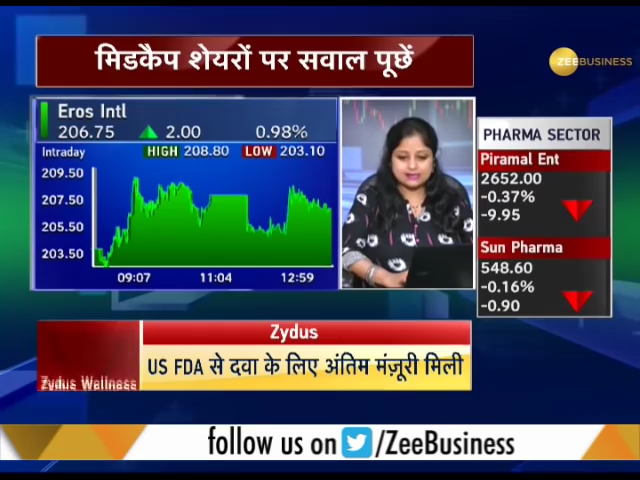 मिडकैप शेयरों पर सवाल पूछें
ZEEBUSINESS
Eros Intl
206.75 2.00 0.98%
Intraday HIGH 208.80 LOW 203.10
209.50
207.50
205.50
203.50
09:07 11:04 12:59
PHARMA SECTOR
Piramal Ent
2652.00
-0.37%
-9.95
Sun Pharma
548.60
-0.16%
-0.90
Zydus
US FDA से दवा के लिए अंतिम मंज़ूरी मिली
Zydus Wellness
follow us on /ZeeBusiness